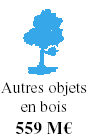 Autres objets
en bois
559 M€